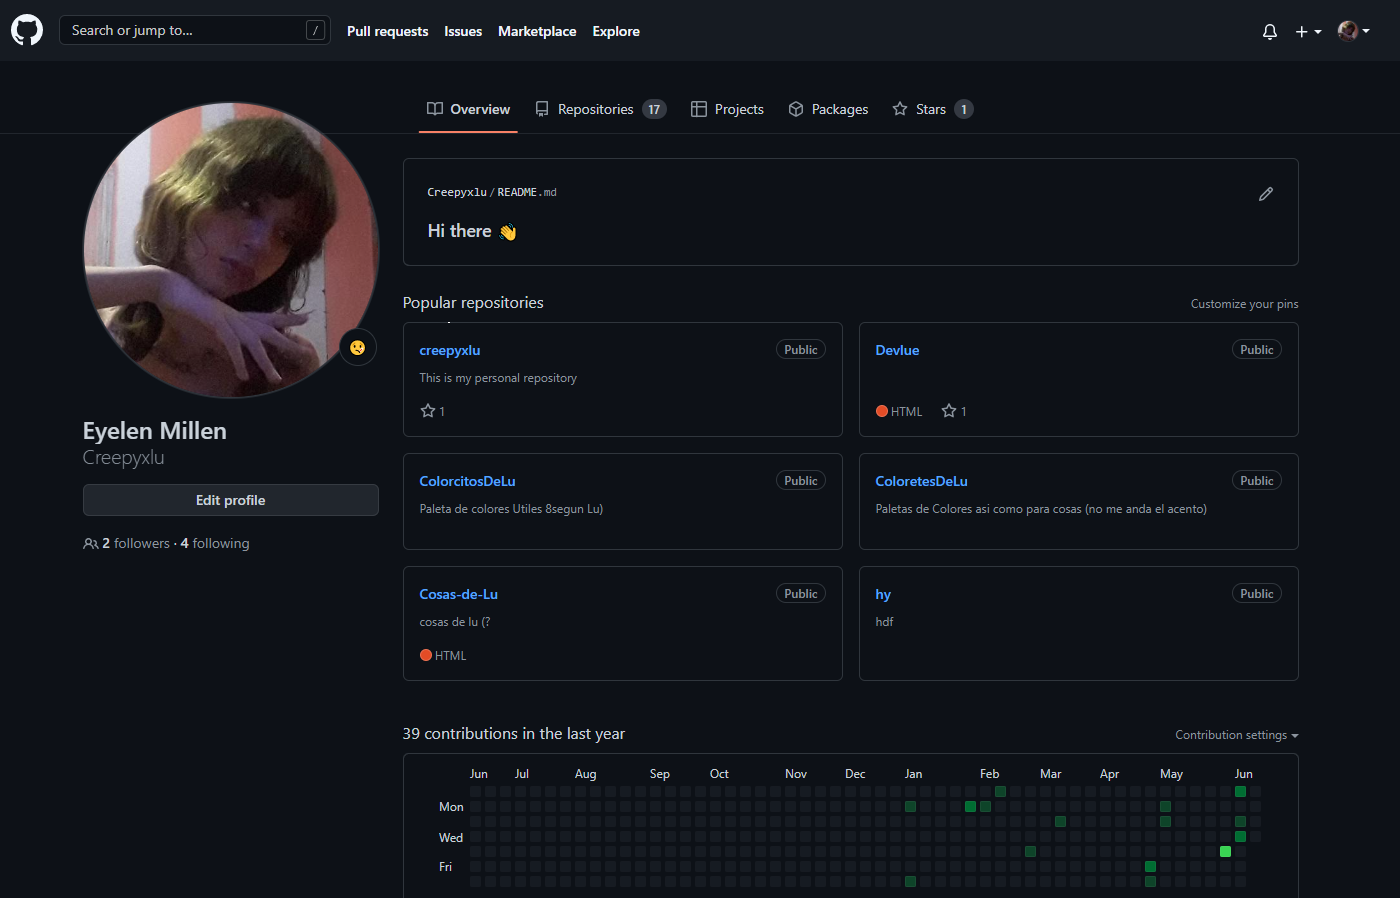 Search or jump to...
/
Pull requests
Issues
Marketplace
Explore
Overview
Repositories 17
Projects
Packages
Stars 1
Creepyxlu/README.md
Hi there 👋
Eyelen Millen
Creepyxlu
Edit profile
2 followers · 4 following
Popular repositories
Customize your pins
creepyxlu
Public
This is my personal repository
1
Devlue
Public
HTML
1
ColorcitosDeLu
Public
Paleta de colores Utiles 8segun Lu)
ColoretesDeLu
Public
Paletas de Colores asi como para cosas (no me anda el acento)
Cosas-de-Lu
Public
cosas de lu (?
HTML
hy
Public
hdf
39 contributions in the last year
Contribution settings
Jun Jul Aug Sep Oct Nov Dec Jan Feb Mar Apr May Jun
Mon
Wed
Fri